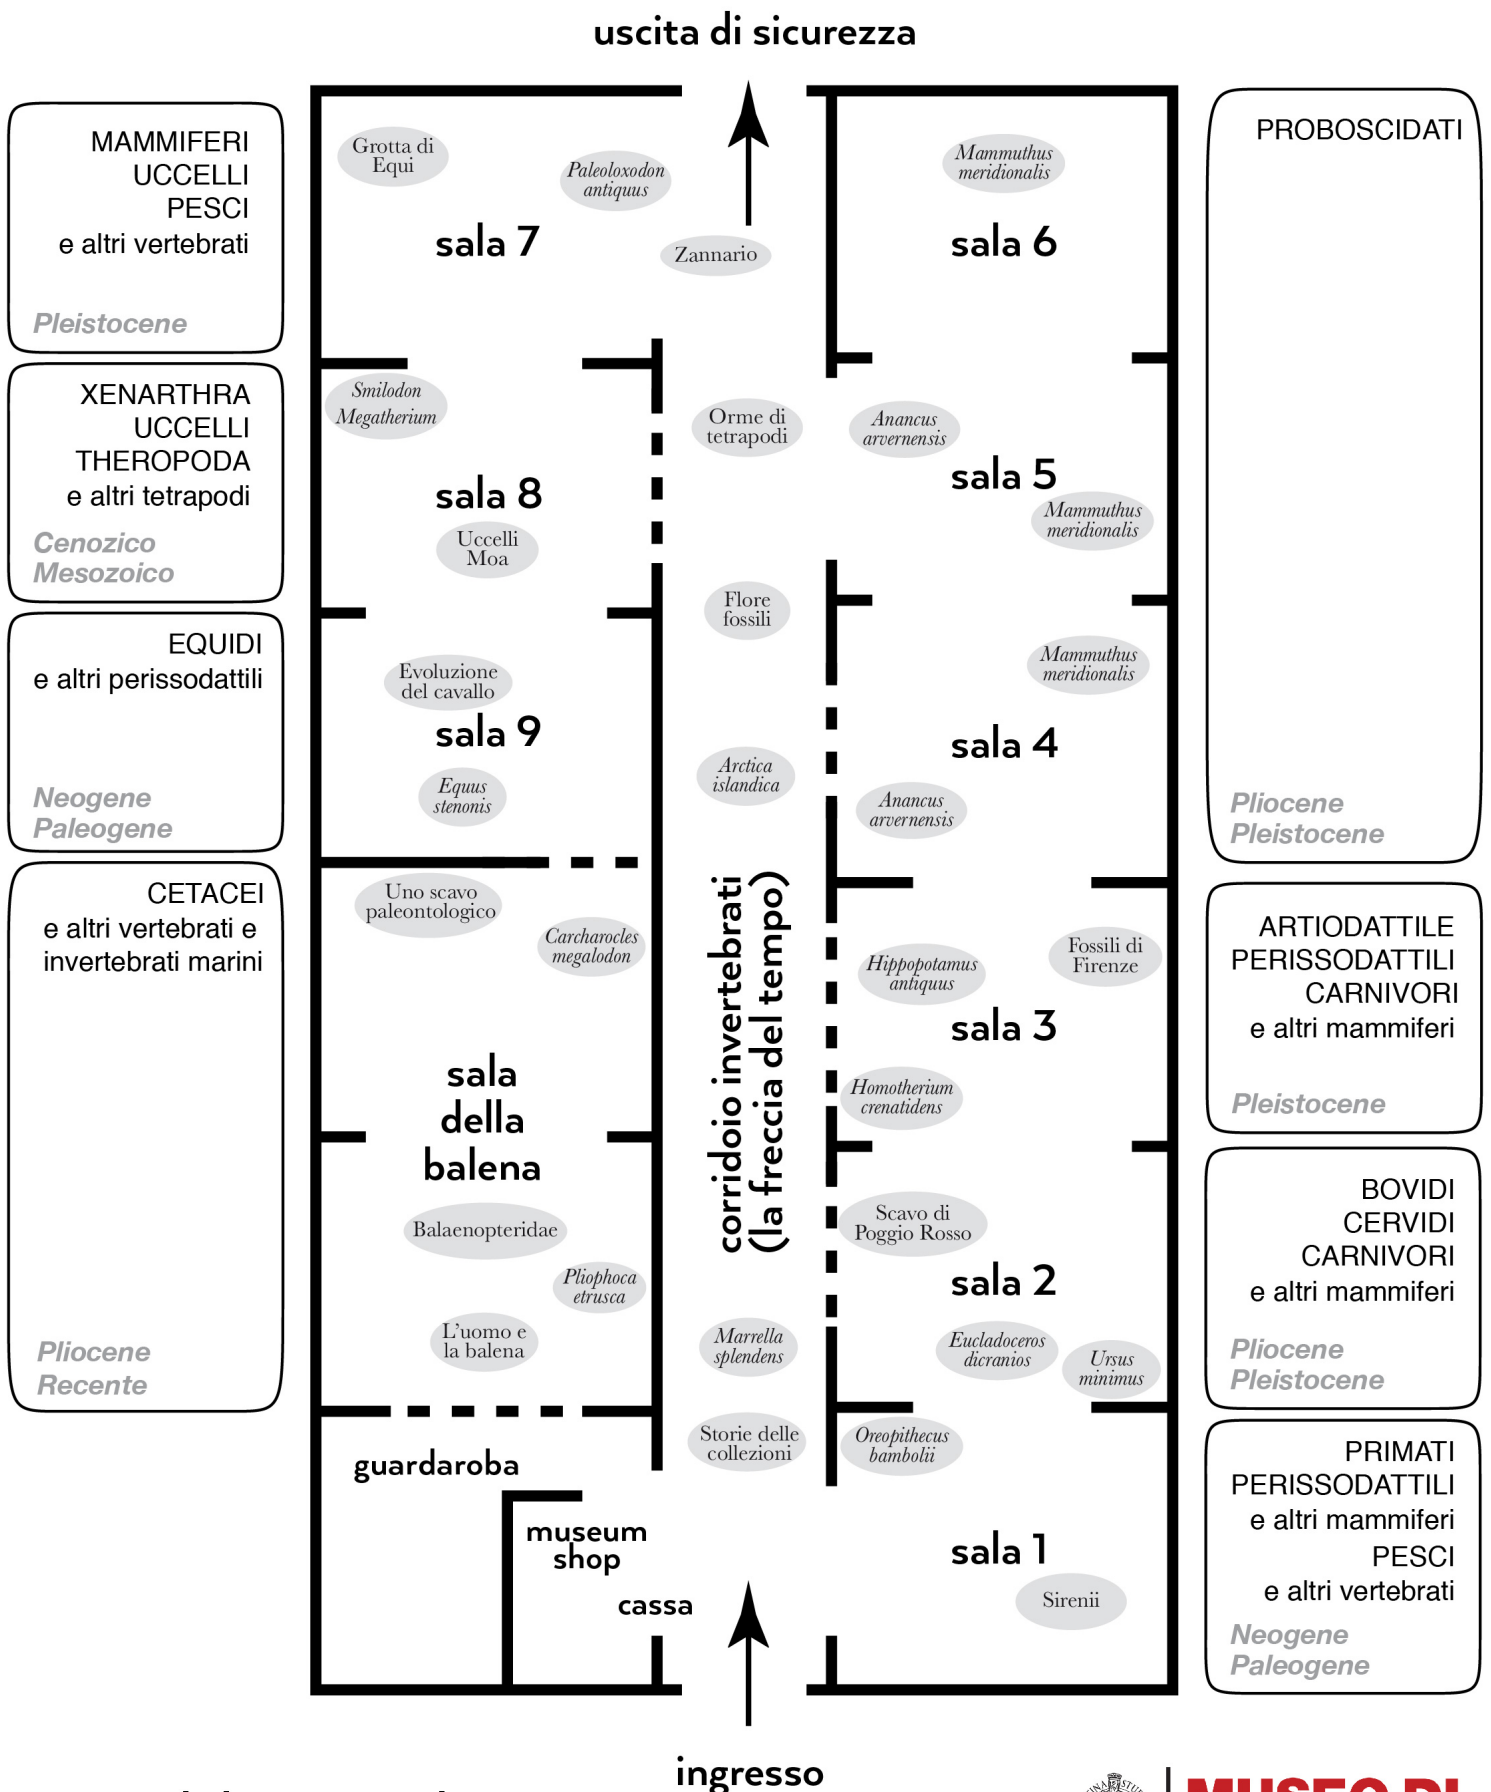 uscita di sicurezza
MAMMIFERI
UCCELLI
PESCI
e altri vertebrati
Pleistocene
XENARTHRA
UCCELLI
THEROPODA
e altri tetrapodi
Cenozico
Mesozoico
EQUIDI
e altri perissodattili
Neogene
Paleogene
CETACEI
e altri vertebrati e
invertebrati marini
Pliocene
Recente
Grotta di
Equi
Paleoloxodon
antiquus
sala 7
Zannario
Smilodon
Megatherium
sala 8
Uccelli
Moa
Evoluzione
del cavallo
sala 9
Equus
stenonis
Uno scavo
paleontologico
Carcharocles
megalodon
sala
della
balena
Balaenopteridae
Pliophoca
etrusca
L'uomo e
la balena
guardaroba
museum
shop
cassa
Orme di
tetrapodi
Flore
fossili
Arctica
islandica
corridoio invertebrati
(la freccia del tempo)
Marrella
splendens
Storie delle
collezioni
Mammuthus
meridionalis
sala 6
Anancus
arvernensis
sala 5
Mammuthus
meridionalis
Mammuthus
meridionalis
sala 4
Anancus
arvernensis
Hippopotamus
antiquus
Fossili di
Firenze
sala 3
Homotherium
crenatidens
Scavo di
Poggio Rosso
sala 2
Eucladoceros
dicranios
Ursus
minimus
Oreopithecus
bambolii
sala 1
Sirenii
PROBOSCIDATI
Pliocene
Pleistocene
ARTIODATTILE
PERISSODATTILI
CARNIVORI
e altri mammiferi
Pleistocene
BOVIDI
CERVIDI
CARNIVORI
e altri mammiferi
Pliocene
Pleistocene
PRIMATI
PERISSODATTILI
e altri mammiferi
PESCI
e altri vertebrati
Neogene
Paleogene
ingresso
MUSEO DI